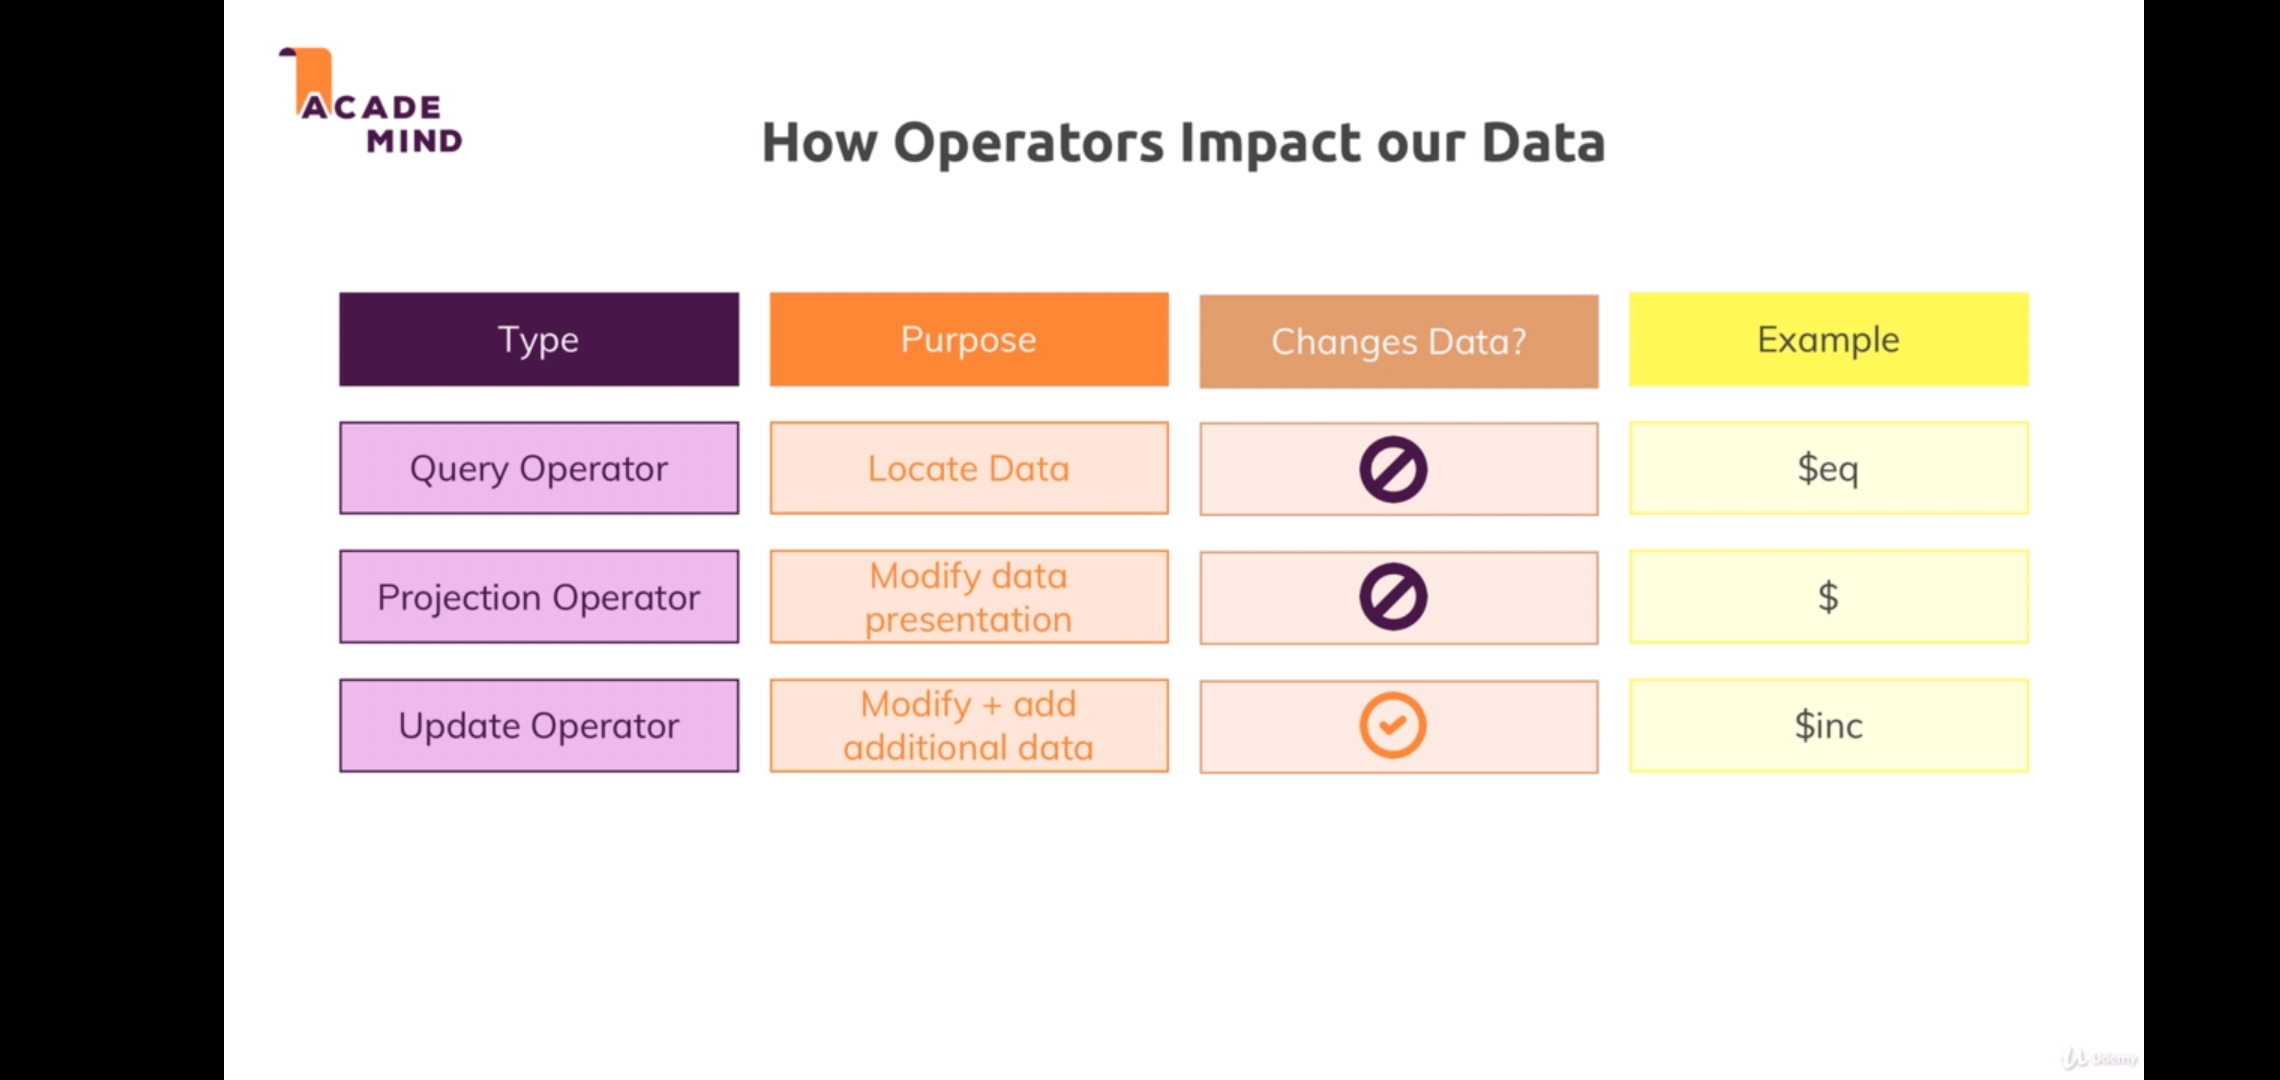 ACADE
MIND
How Operators Impact our Data
Type
Purpose
Changes Data?
Example
Query Operator
Locate Data
$eq
Projection Operator
Modify data
presentation
$
Update Operator
Modify + add
additional data
$inc
Udemy